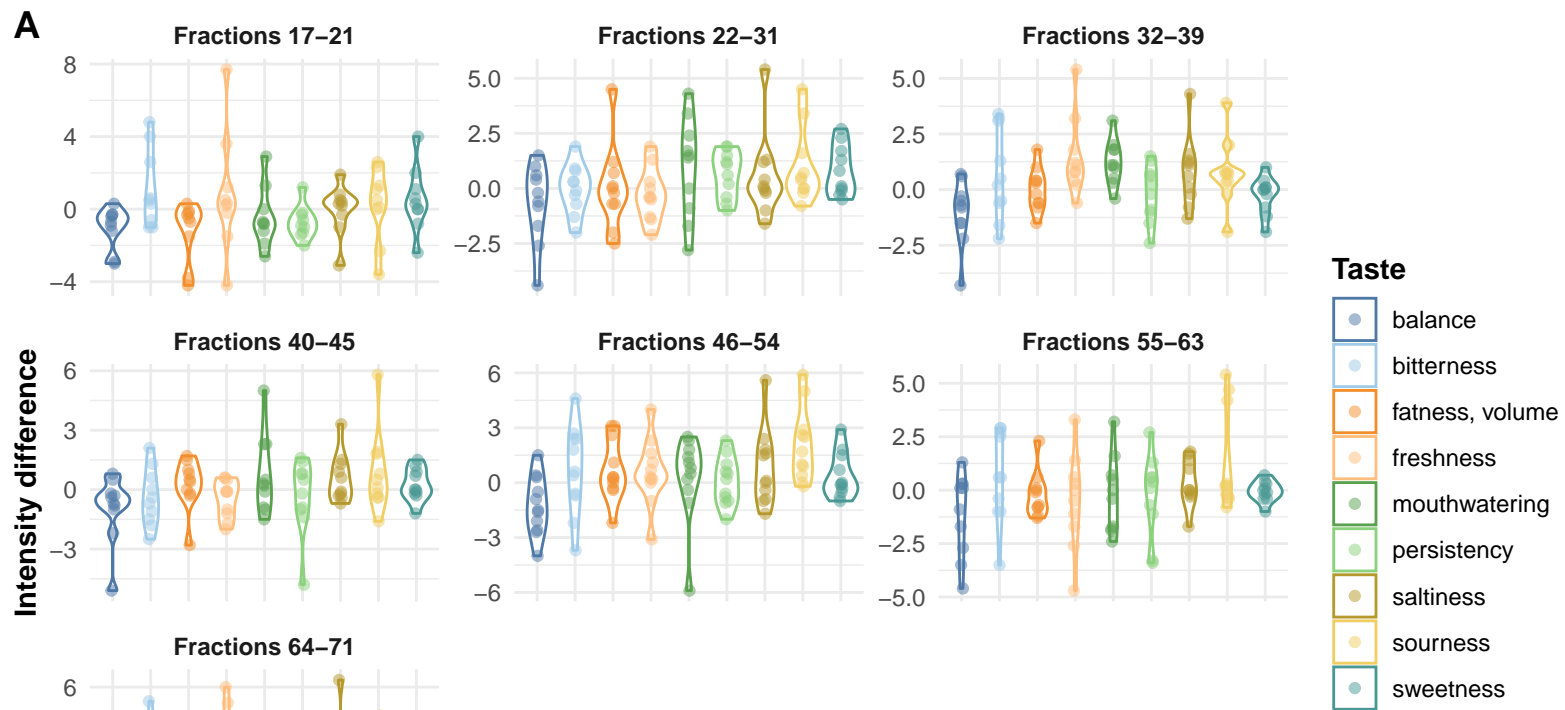 A
Fractions 17–21
Fractions 22–31
Fractions 32–39
8
4
0
−4
5.0
2.5
0.0
−2.5
5.0
2.5
0.0
−2.5
Intensity difference
Fractions 40–45
Fractions 46–54
Fractions 55–63
6
3
0
−3
6
3
0
−3
−6
5.0
2.5
0.0
−2.5
−5.0
Fractions 64–71
6
Taste
balance
bitterness
fatness, volume
freshness
mouthwatering
persistency
saltiness
sourness
sweetness